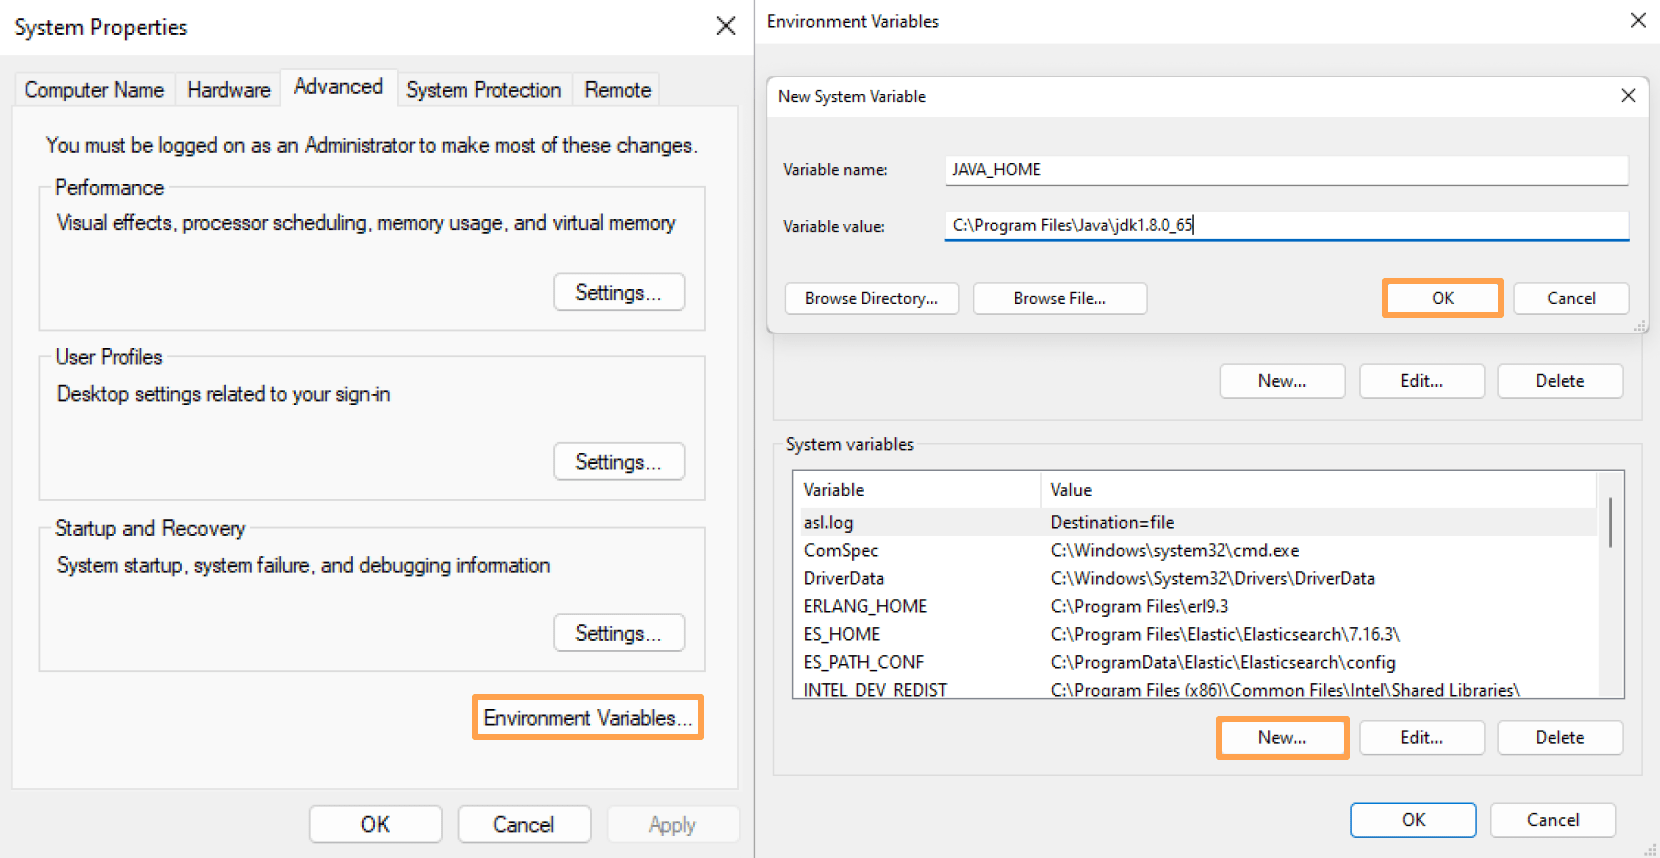 System Properties
Computer Name Hardware Advanced System Protection Remote
You must be logged on as an Administrator to make most of these changes.
Performance
Visual effects, processor scheduling, memory usage, and virtual memory
Settings...
User Profiles
Desktop settings related to your sign-in
Settings...
Startup and Recovery
System startup, system failure, and debugging information
Settings...
Environment Variables...
OK Cancel Apply
Environment Variables
New System Variable
Variable name: JAVA_HOME
Variable value: C:\Program Files\Java\jdk1.8.0_65
Browse Directory... Browse File... OK Cancel
New... Edit... Delete
System variables
Variable Value
asl.log Destination=file
ComSpec C:\Windows\system32\cmd.exe
DriverData C:\Windows\System32\Drivers\DriverData
ERLANG_HOME C:\Program Files\erl9.3
ES_HOME C:\Program Files\Elastic\Elasticsearch\7.16.3\
ES_PATH_CONF C:\ProgramData\Elastic\Elasticsearch\config
INTEL_DEV_REDIST C:\Program Files (x86)\Common Files\Intel\Shared Libraries\
New... Edit... Delete
OK Cancel